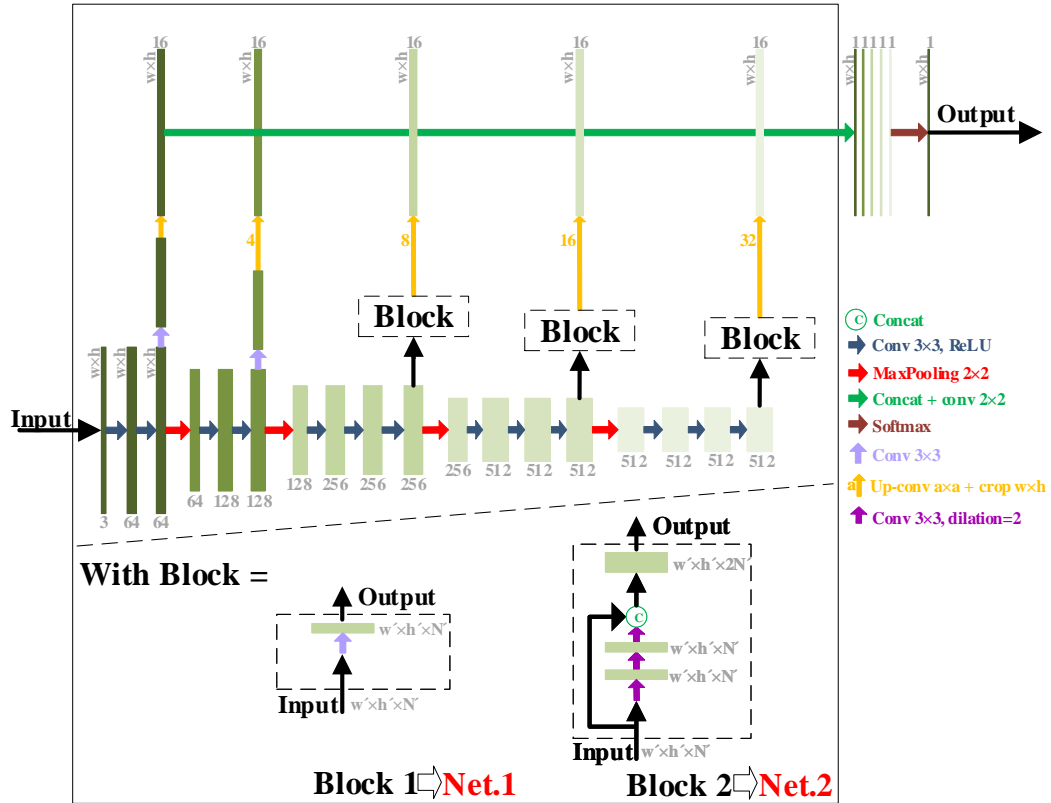 16 16 16 16 16 11111 1
w×h w×h w×h w×h w×h w×h w×h
Output
4 8 16 32
Block Block Block
w×h w×h w×h
Input
3 64 64 64 128 128 128 256 256 256 256 512 512 512 512 512 512 512
C Concat
Conv 3×3, ReLU
MaxPooling 2×2
Concat + conv 2×2
Softmax
Conv 3×3
a Up-conv a×a + crop w×h
Conv 3×3, dilation=2
With Block =
Output
w´×h´×N´
Input w´×h´×N´
Block 1 Net.1
Output
w´×h´×2N´
C
w´×h´×N´
w´×h´×N´
Input w´×h´×N´
Block 2 Net.2